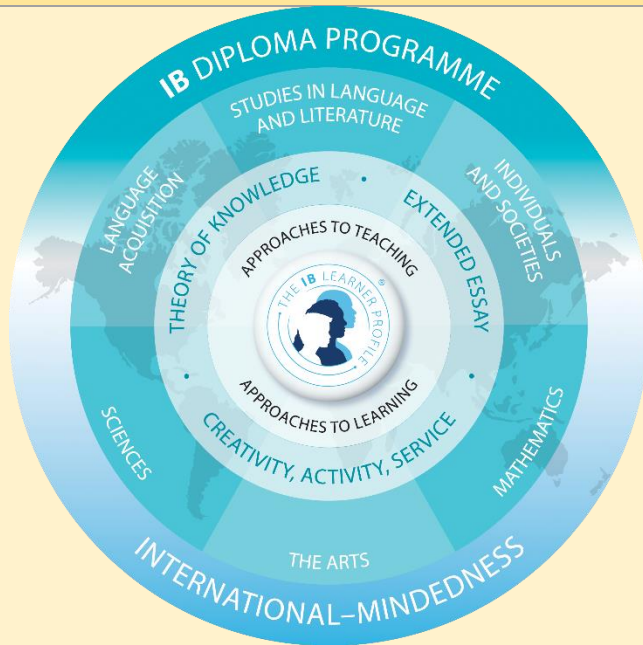 IB DIPLOMA PROGRAMME
STUDIES IN LANGUAGE
AND LITERATURE
LANGUAGE
ACQUISITION
INDIVIDUALS
AND SOCIETIES
THEORY OF KNOWLEDGE
•
EXTENDED ESSAY
APPROACHES TO TEACHING
THE IB LEARNER PROFILE
®
APPROACHES TO LEARNING
•
CREATIVITY, ACTIVITY, SERVICE
•
SCIENCES
MATHEMATICS
THE ARTS
INTERNATIONAL–MINDEDNESS